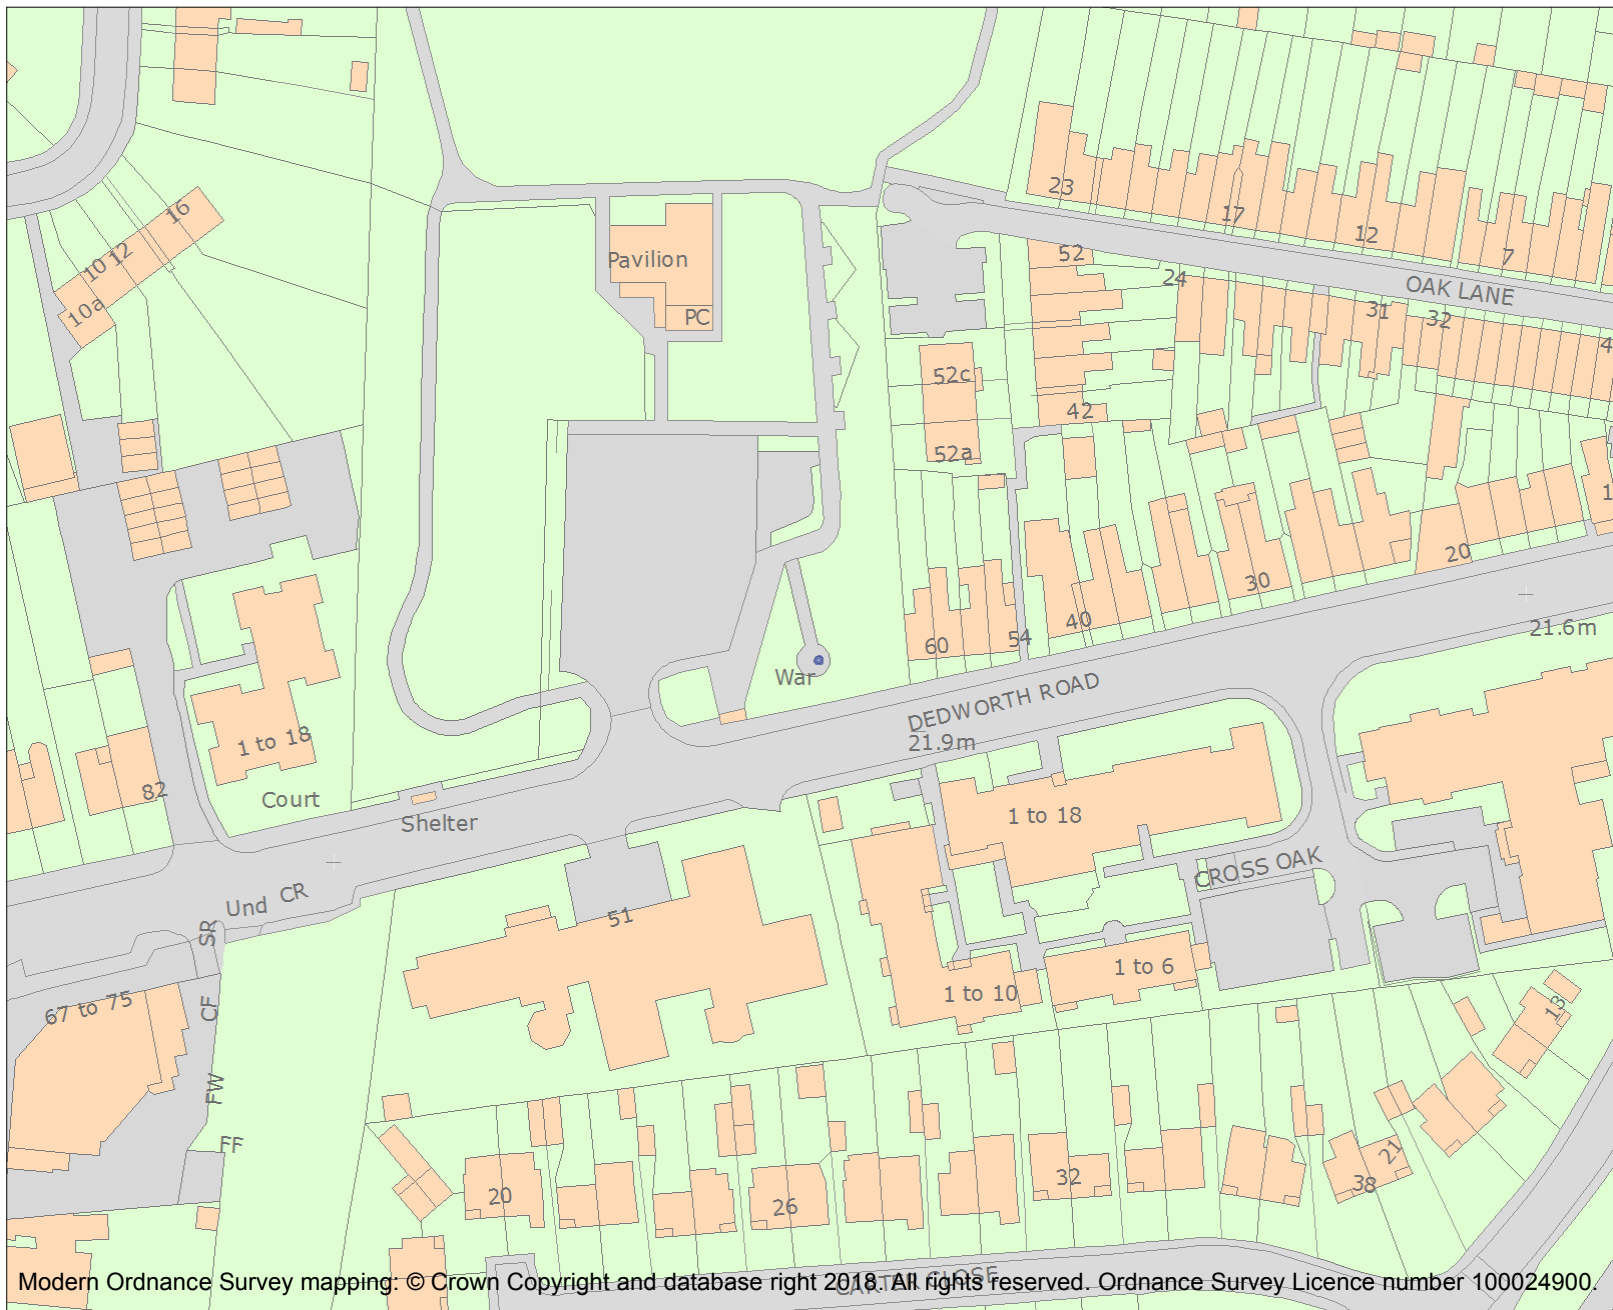 23
17
12
7
16
10 12
10a
Pavilion
PC
52
24
OAK LANE
31
32
4
52c
42
52a
1
20
30
40
54
60
21.6m
War
DEDWORTH ROAD
21.9m
1 to 18
82
Court
Shelter
1 to 18
CROSS OAK
Und
CR
SR
51
1 to 6
1 to 10
67 to 75
CF
13
FW
FF
20
26
32
21
38
CARTER CLOSE
Modern Ordnance Survey mapping: © Crown Copyright and database right 2018. All rights reserved. Ordnance Survey Licence number 100024900.